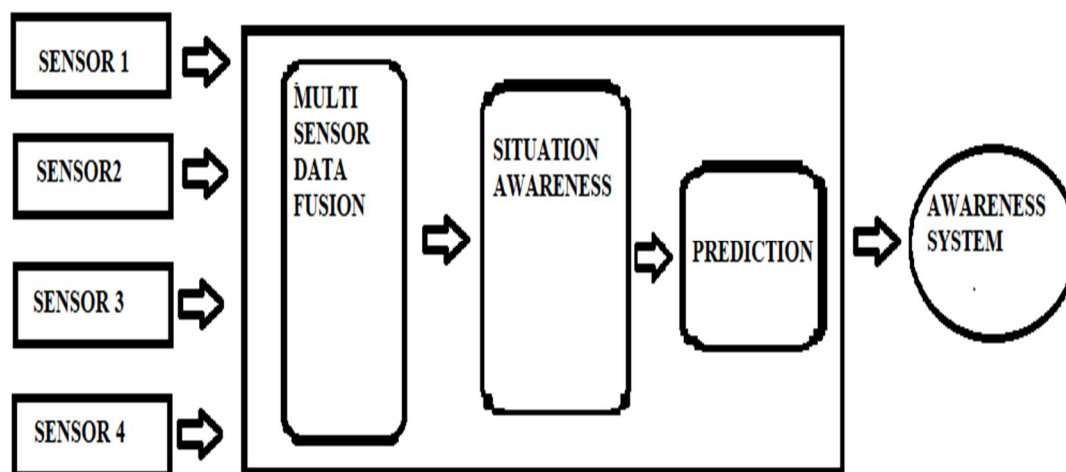 SENSOR 1
SENSOR2
SENSOR 3
SENSOR 4
MULTI
SENSOR
DATA
FUSION
SITUATION
AWARENESS
PREDICTION
AWARENESS
SYSTEM